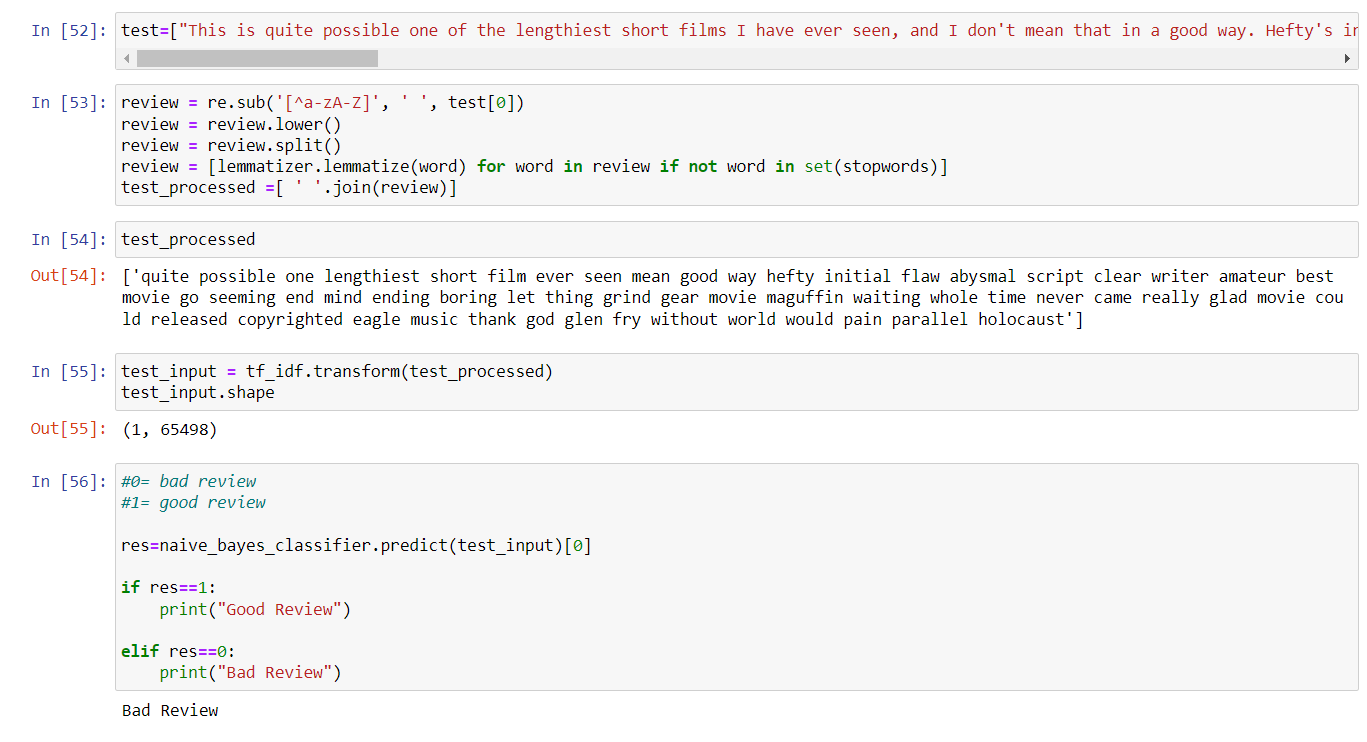 In [52]: test=["This is quite possible one of the lengthiest short films I have ever seen, and I don't mean that in a good way. Hefty's in
In [53]: review = re.sub('[^a-zA-Z]', ' ', test[0])
review = review.lower()
review = review.split()
review = [lemmatizer.lemmatize(word) for word in review if not word in set(stopwords)]
test_processed =[ ' '.join(review)]
In [54]: test_processed
Out[54]: ['quite possible one lengthiest short film ever seen mean good way hefty initial flaw abysmal script clear writer amateur best
movie go seeming end mind ending boring let thing grind gear movie maguffin waiting whole time never came really glad movie cou
ld released copyrighted eagle music thank god glen fry without world would pain parallel holocaust']
In [55]: test_input = tf_idf.transform(test_processed)
test_input.shape
Out[55]: (1, 65498)
In [56]: #0= bad review
#1= good review
res=naive_bayes_classifier.predict(test_input)[0]
if res==1:
    print("Good Review")
elif res==0:
    print("Bad Review")
Bad Review